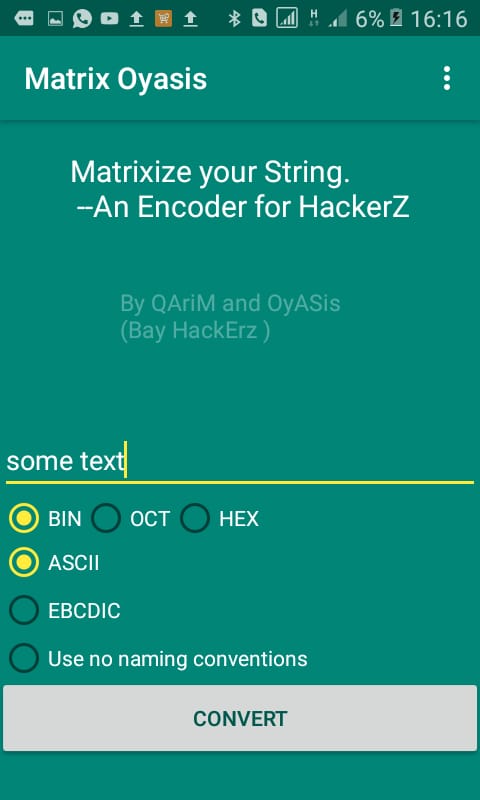 6% 16:16
Matrix Oyasis
Matrixize your String.
--An Encoder for HackerZ
By QAriM and OyASis
(Bay HackErz )
some text
BIN OCT HEX
ASCII
EBCDIC
Use no naming conventions
CONVERT